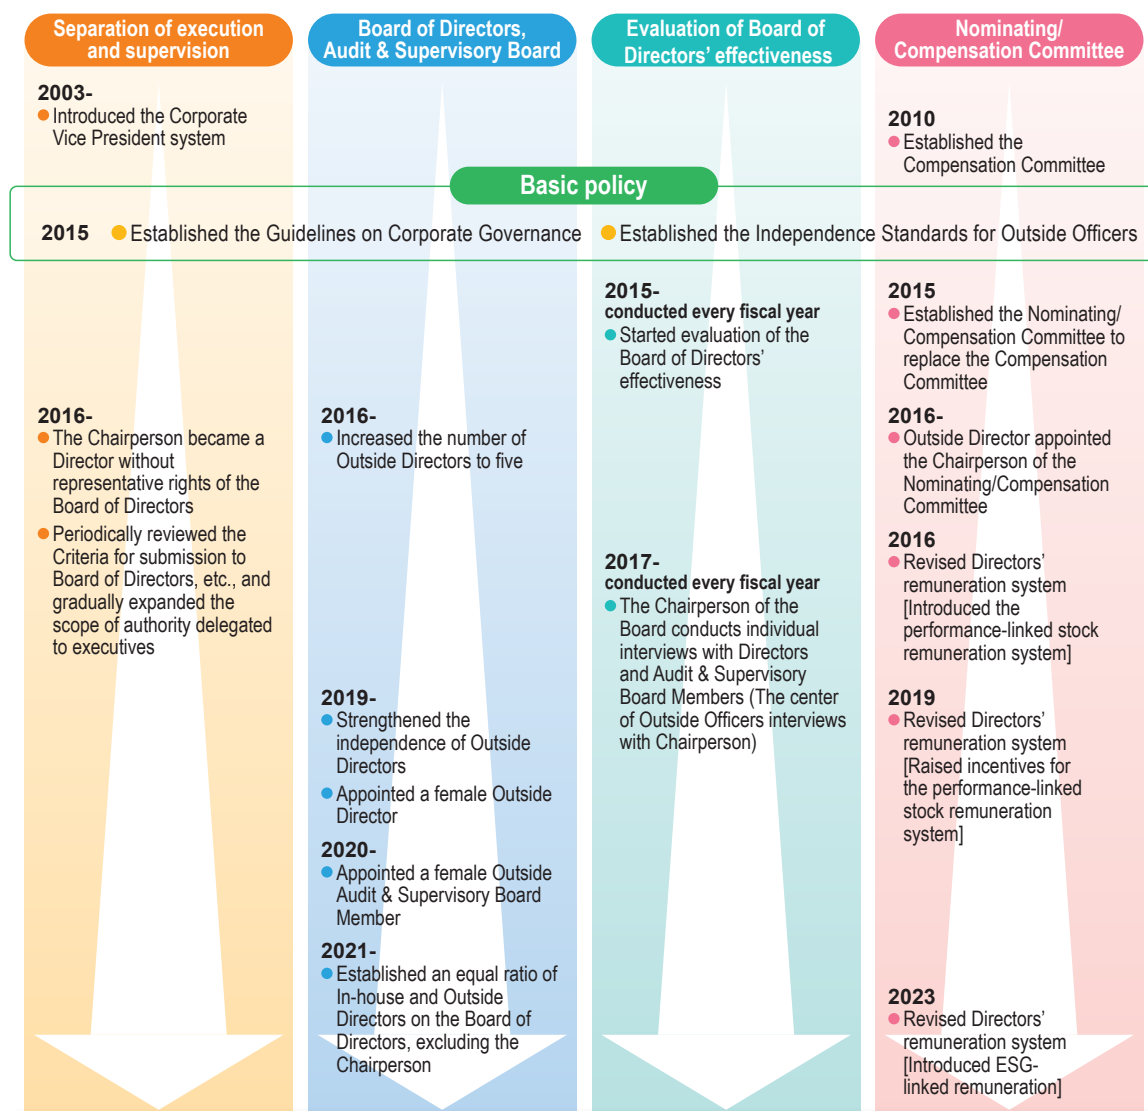 Separation of execution
and supervision
2003-
Introduced the Corporate
Vice President system
Board of Directors,
Audit & Supervisory Board
Evaluation of Board of
Directors' effectiveness
Nominating/
Compensation Committee
2010
Established the
Compensation Committee
Basic policy
2015 Established the Guidelines on Corporate Governance Established the Independence Standards for Outside Officers
2016-
The Chairperson became a
Director without
representative rights of the
Board of Directors
Periodically reviewed the
Criteria for submission to
Board of Directors, etc., and
gradually expanded the
scope of authority delegated
to executives
2016-
Increased the number of
Outside Directors to five
2019-
Strengthened the
independence of Outside
Directors
Appointed a female Outside
Director
2020-
Appointed a female Outside
Audit & Supervisory Board
Member
2021-
Established an equal ratio of
In-house and Outside
Directors on the Board of
Directors, excluding the
Chairperson
2015-
conducted every fiscal year
Started evaluation of the
Board of Directors'
effectiveness
2017-
conducted every fiscal year
The Chairperson of the
Board conducts individual
interviews with Directors
and Audit & Supervisory
Board Members (The center
of Outside Officers interviews
with Chairperson)
2015
Established the Nominating/
Compensation Committee to
replace the Compensation
Committee
2016-
Outside Director appointed
the Chairperson of the
Nominating/Compensation
Committee
2016
Revised Directors'
remuneration system
[Introduced the
performance-linked stock
remuneration system]
2019
Revised Directors'
remuneration system
[Raised incentives for
the performance-linked
stock remuneration
system]
2023
Revised Directors'
remuneration system
[Introduced ESG-
linked remuneration]